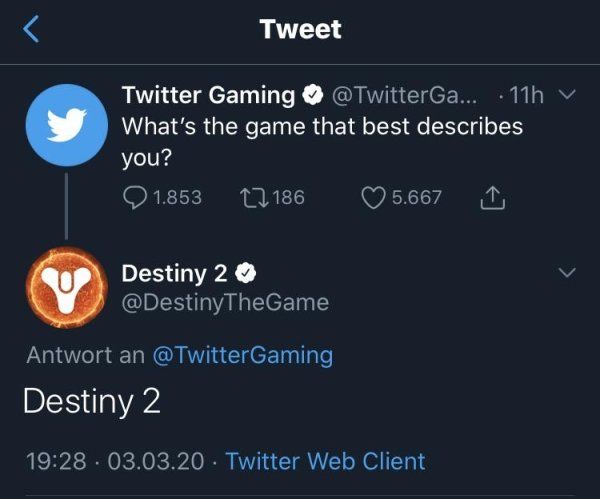 Tweet
Twitter Gaming @TwitterGa... · 11h
What's the game that best describes
you?
1.853 186 5.667
Destiny 2
@DestinyTheGame
Antwort an @TwitterGaming
Destiny 2
19:28 · 03.03.20 · Twitter Web Client